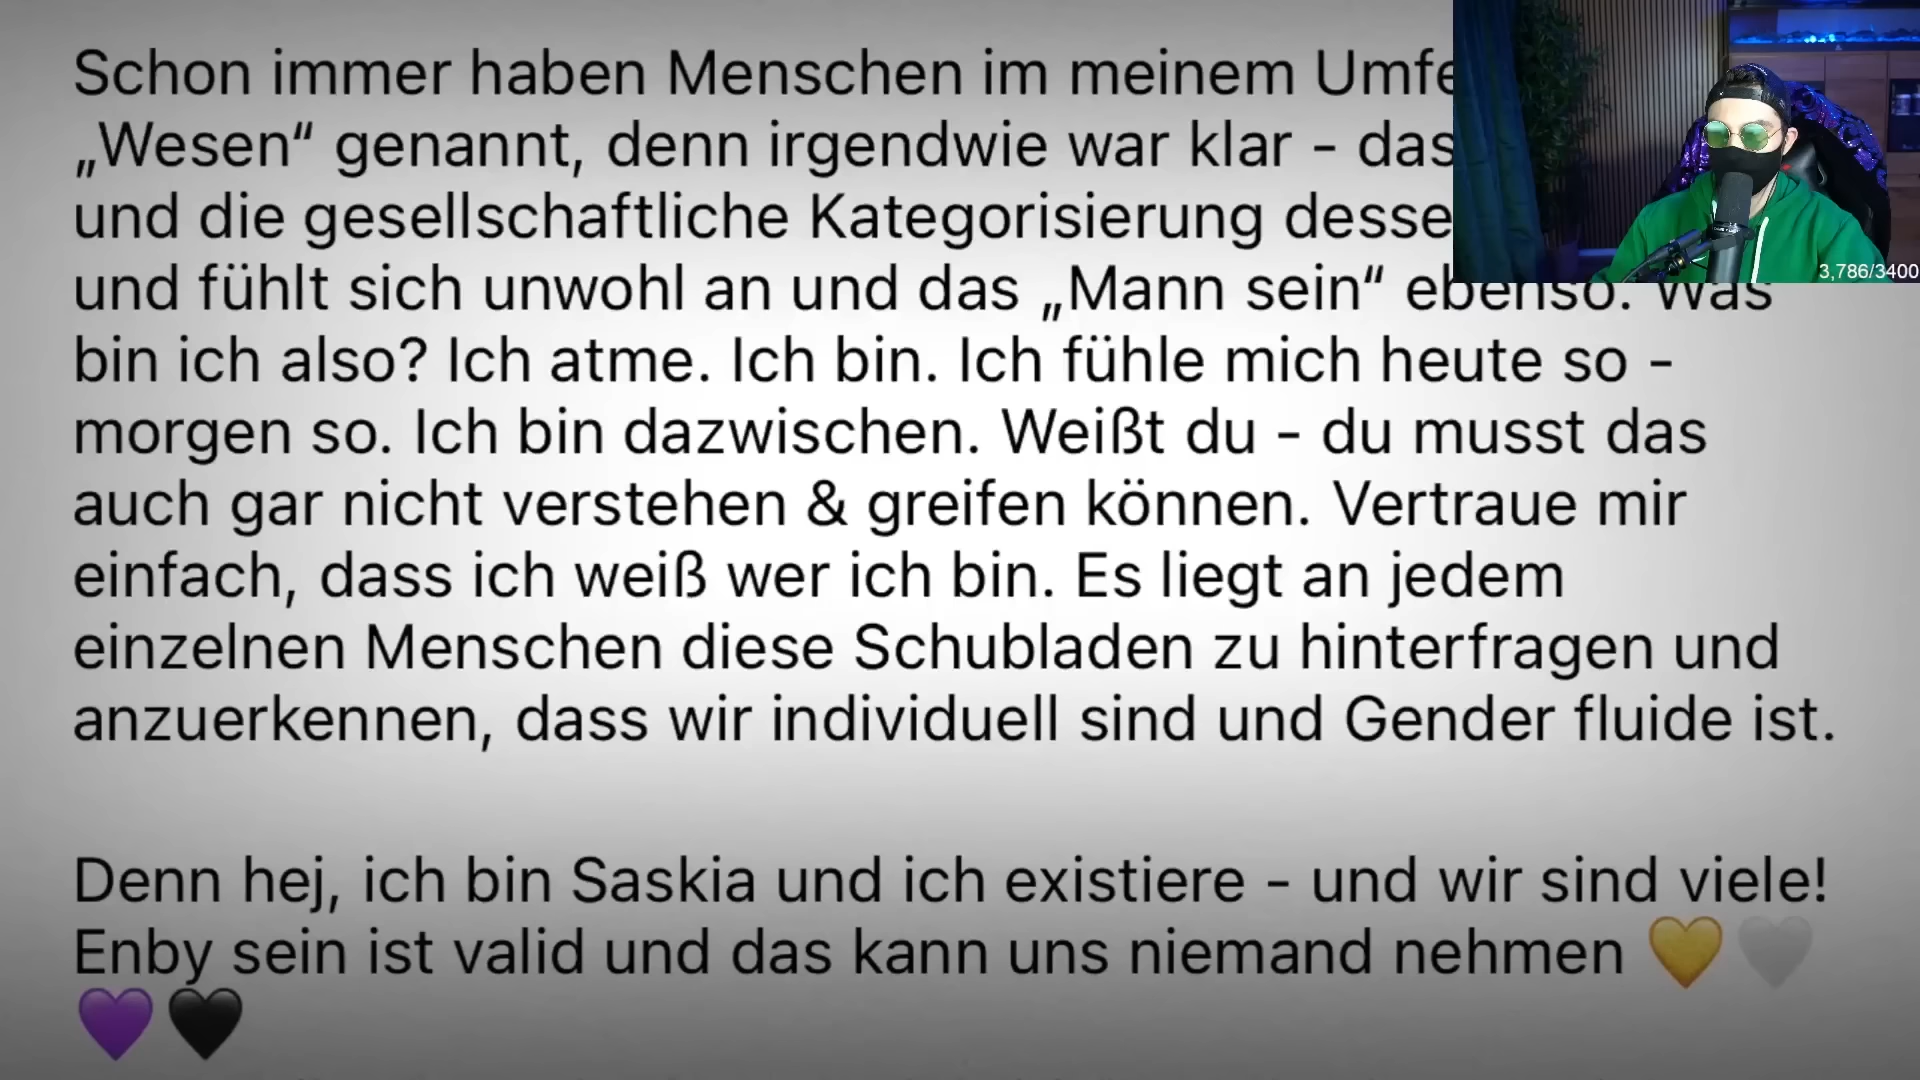 Schon immer haben Menschen im meinem
„Wesen“ genannt, denn irgendwie war klar - das
und die gesellschaftliche Kategorisierung
und fühlt sich unwohl an und das „Mann sein“ ebenso. Was
bin ich also? Ich atme. Ich bin. Ich fühle mich heute so -
morgen so. Ich bin dazwischen. Weißt du - du musst das
auch gar nicht verstehen & greifen können. Vertraue mir
einfach, dass ich weiß wer ich bin. Es liegt an jedem
einzelnen Menschen diese Schubladen zu hinterfragen und
anzuerkennen, dass wir individuell sind und Gender fluide ist.
Denn hej, ich bin Saskia und ich existiere - und wir sind viele!
Enby sein ist valid und das kann uns niemand nehmen 💛🤍
💜🖤
3,786/3400